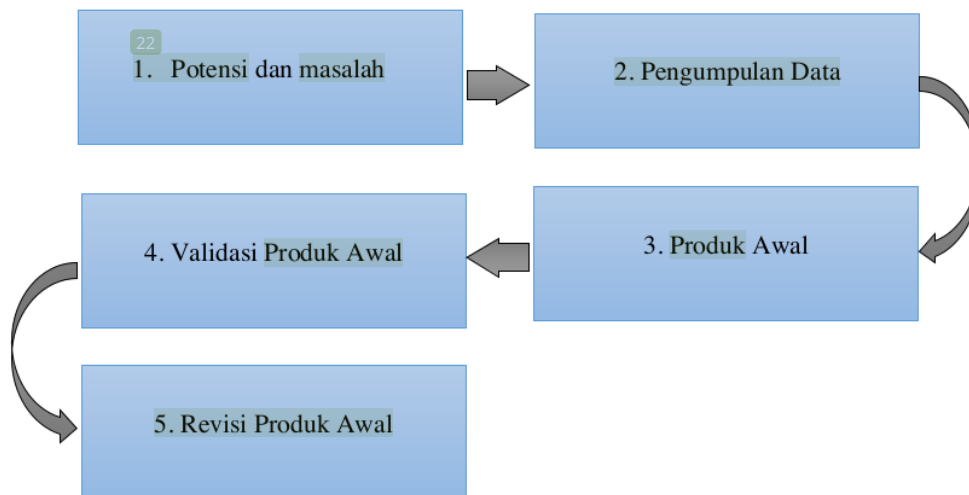 22
1. Potensi dan masalah
2. Pengumpulan Data
3. Produk Awal
4. Validasi Produk Awal
5. Revisi Produk Awal